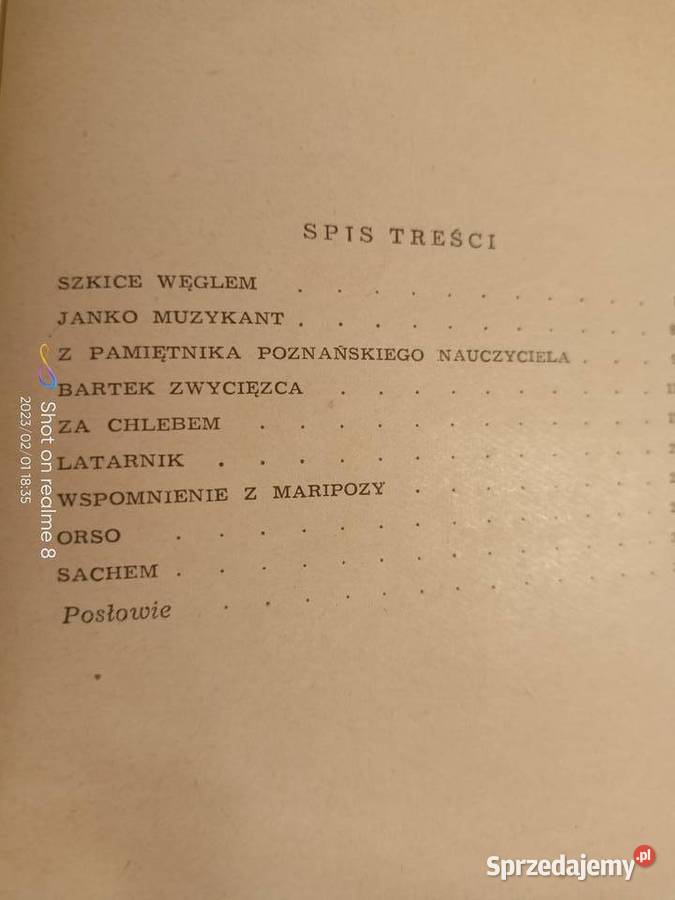 SPIS TREŚCI
SZKICE WĘGLEM . . . . . . . . . .
JANKO MUZYKANT . . . . . . . . . .
Z PAMIĘTNIKA POZNAŃSKIEGO NAUCZYCIELA . . .
BARTEK ZWYCIĘZCA . . . . . . . . .
ZA CHLEBEM . . . . . . . . . . .
LATARNIK . . . . . . . . . . . .
WSPOMNIENIE Z MARIPOZY . . . . . . .
ORSO . . . . . . . . . . . .
SACHEM . . . . . . . . . . . .
Posłowie . . . . . . . . . . .
Shot on realme 8
2023/02/01 18:35
Sprzedajemy.pl